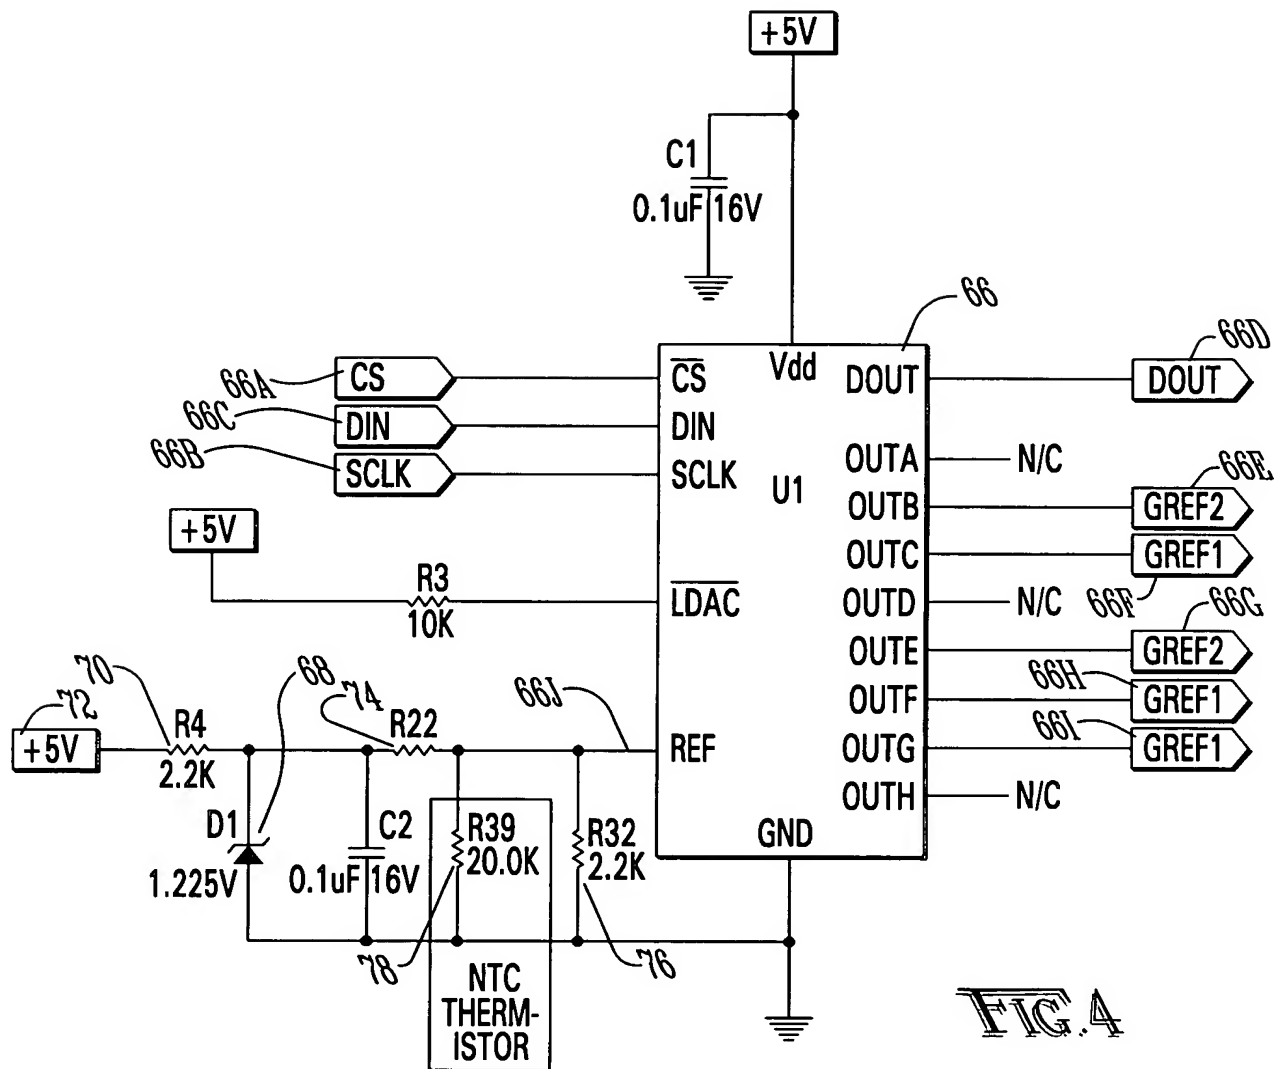 +5V
C1
0.1uF 16V
66
66D
66A
CS
C̅S̅
Vdd
DOUT
DOUT
66C
DIN
DIN
66B
SCLK
SCLK
U1
OUTA
N/C
66E
OUTB
GREF2
+5V
OUTC
GREF1
R3
10K
L̅D̅A̅C̅
OUTD
N/C
66F
66G
OUTE
GREF2
70
68
74
66J
66H
72
+5V
R4
2.2K
R22
REF
OUTF
GREF1
66I
OUTG
GREF1
OUTH
N/C
D1
1.225V
C2
0.1uF 16V
R39
20.0K
R32
2.2K
GND
78
76
NTC
THERM-
ISTOR
FIG.4